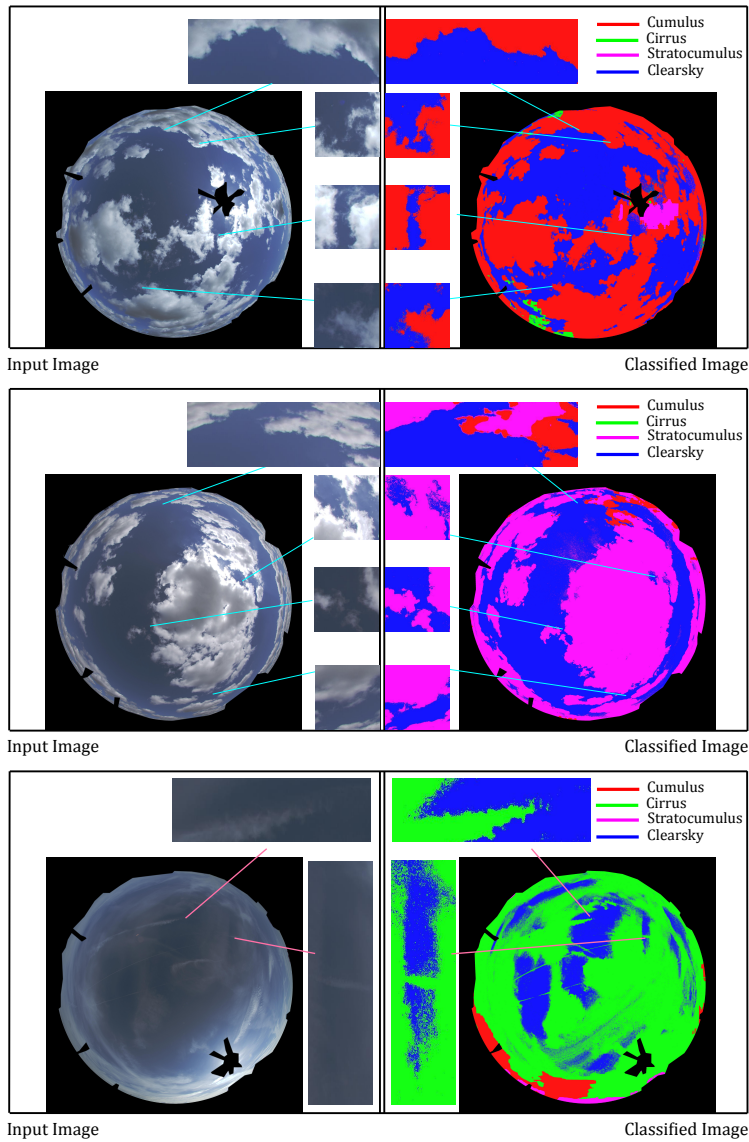 Cumulus
Cirrus
Stratocumulus
Clearsky
Input Image
Classified Image
Cumulus
Cirrus
Stratocumulus
Clearsky
Input Image
Classified Image
Cumulus
Cirrus
Stratocumulus
Clearsky
Input Image
Classified Image